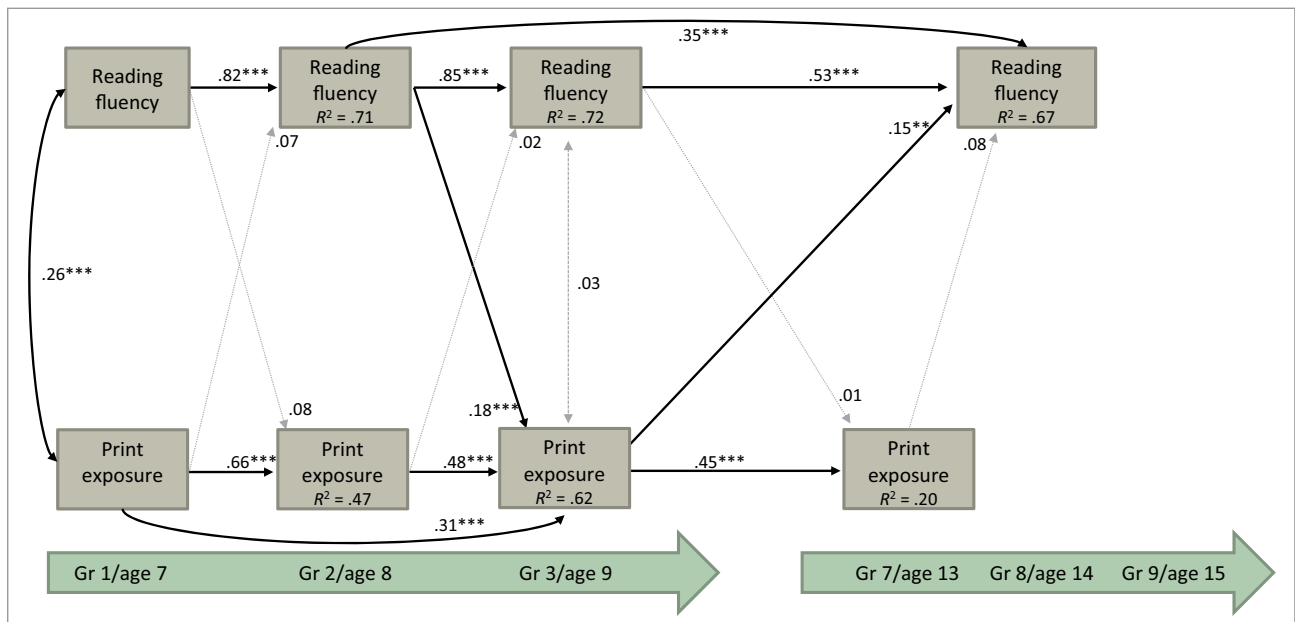 .35***
Reading
fluency
.82***
Reading
fluency
R² = .71
.85***
Reading
fluency
R² = .72
.53***
Reading
fluency
R² = .67
.07
.02
.15**
.08
.26***
.03
.08
.18***
.01
Print
exposure
.66***
Print
exposure
R² = .47
.48***
Print
exposure
R² = .62
.45***
Print
exposure
R² = .20
.31***
Gr 1/age 7 Gr 2/age 8 Gr 3/age 9 Gr 7/age 13 Gr 8/age 14 Gr 9/age 15